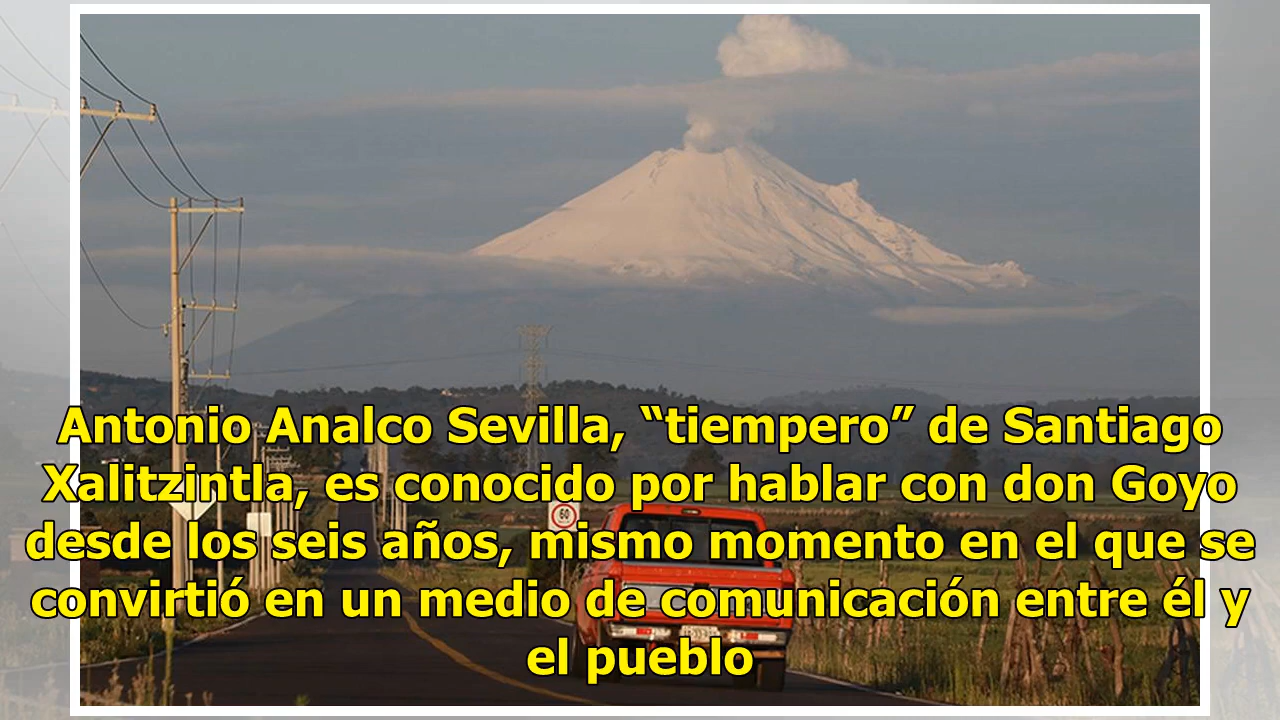 Antonio Analco Sevilla, “tiempero” de Santiago
Xalitzintla, es conocido por hablar con don Goyo
desde los seis años, mismo momento en el que se
convirtió en un medio de comunicación entre él y
el pueblo
60